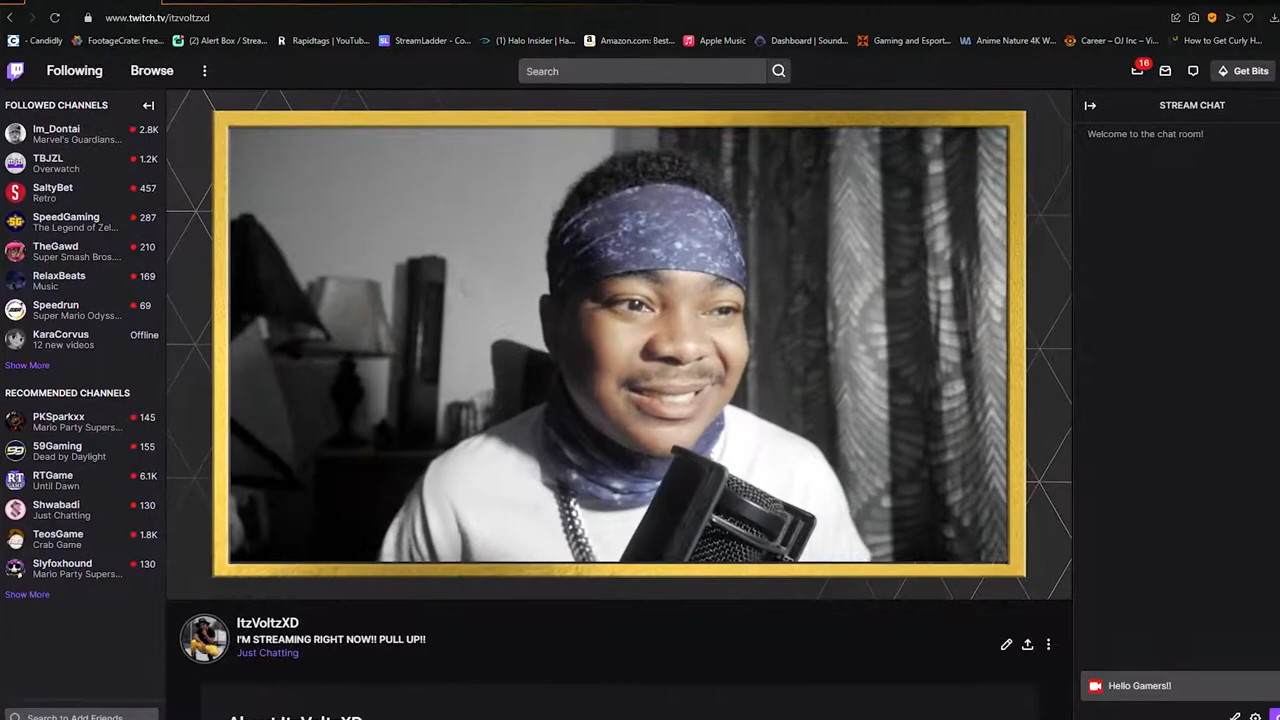 www.twitch.tv/itzvoltzxd
- Candidly
FootageCrate: Free...
(2) Alert Box / Strea...
Rapidtags | YouTub...
StreamLadder - Co...
Halo Insider | Ha...
Amazon.com: Best...
Apple Music
Dashboard | Sound...
Gaming and Esport...
Anime Nature 4K W...
Career – OJ Inc – Vi...
How to Get Curly H...
Following
Browse
Search
16
Get Bits
FOLLOWED CHANNELS
Im_Dontai
2.8K
Marvel's Guardians...
TBJZL
1.2K
Overwatch
SaltyBet
457
Retro
SpeedGaming
287
The Legend of Zel...
TheGawd
210
Super Smash Bros....
RelaxBeats
169
Music
Speedrun
69
Super Mario Odyss...
KaraCorvus
Offline
12 new videos
Show More
RECOMMENDED CHANNELS
PKSparkxx
145
Mario Party Supers...
59Gaming
155
Dead by Daylight
RTGame
6.1K
Until Dawn
Shwabadi
130
Just Chatting
TeosGame
1.8K
Crab Game
Slyfoxhound
130
Mario Party Supers...
Show More
Search to Add Friends
ItzVoltzXD
I'M STREAMING RIGHT NOW!! PULL UP!!
Just Chatting
About ItzVoltzXD
STREAM CHAT
Welcome to the chat room!
Hello Gamers!!